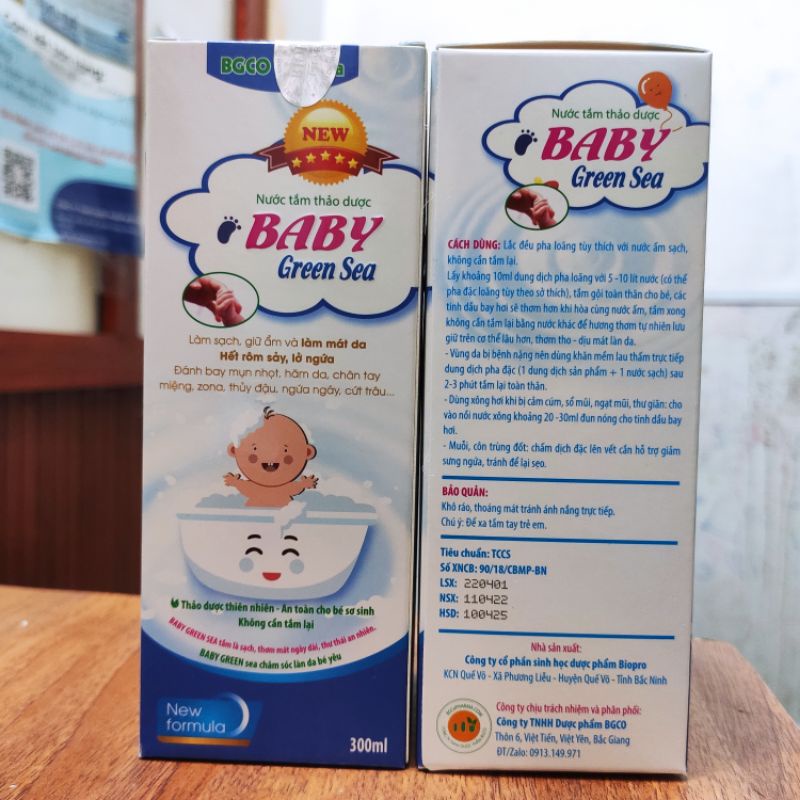 BGCO
NEW
Nước tắm thảo dược
BABY
Green Sea
Làm sạch, giữ ẩm và làm mát da
Hết rôm sảy, lở ngứa
Đánh bay mụn nhọt, hăm da, chân tay
miệng, zona, thủy đậu, ngứa ngáy, cứt trâu...
Thảo dược thiên nhiên - An toàn cho bé sơ sinh
Không cần tắm lại
BABY GREEN SEA tắm là sạch, thơm mát ngày dài, thư thái an nhiên.
BABY GREEN sea chăm sóc làn da bé yêu
New
formula
300ml
Nước tắm thảo dược
BABY
Green Sea
CÁCH DÙNG: Lắc đều pha loãng tùy thích với nước ấm sạch,
không cần tắm lại.
Lấy khoảng 10ml dung dịch pha loãng với 5 -10 lít nước (có thể
pha đặc loãng tùy theo sở thích), tắm gội toàn thân cho bé, các
tinh dầu bay hơi sẽ thơm hơn khi hòa cùng nước ấm, tắm xong
không cần tắm lại bằng nước khác để hương thơm tự nhiên lưu
giữ trên cơ thể lâu hơn, thơm tho - dịu mát làn da.
- Vùng da bị bệnh nặng nên dùng khăn mềm lau thấm trực tiếp
dung dịch pha đặc (1 dung dịch sản phẩm + 1 nước sạch) sau
2-3 phút tắm lại toàn thân.
- Dùng xông hơi khi bị cảm cúm, sổ mũi, ngạt mũi, thư giãn: cho
vào nồi nước xông khoảng 20 -30ml đun nóng cho tinh dầu bay
hơi.
- Muỗi, côn trùng đốt: chấm dịch đặc lên vết cắn hỗ trợ giảm
sưng ngứa, tránh để lại sẹo.
BẢO QUẢN:
Khô ráo, thoáng mát tránh ánh nắng trực tiếp.
Chú ý: Để xa tầm tay trẻ em.
Tiêu chuẩn: TCCS
Số XNCB: 90/18/CBMP-BN
LSX: 220401
NSX: 110422
HSD: 100425
Nhà sản xuất:
Công ty cổ phần sinh học dược phẩm Biopro
KCN Quế Võ - Xã Phương Liễu - Huyện Quế Võ - Tỉnh Bắc Ninh
Công ty chịu trách nhiệm và phân phối:
Công ty TNHH Dược phẩm BGCO
Thôn 6, Việt Tiến, Việt Yên, Bắc Giang
ĐT/Zalo: 0913.149.971